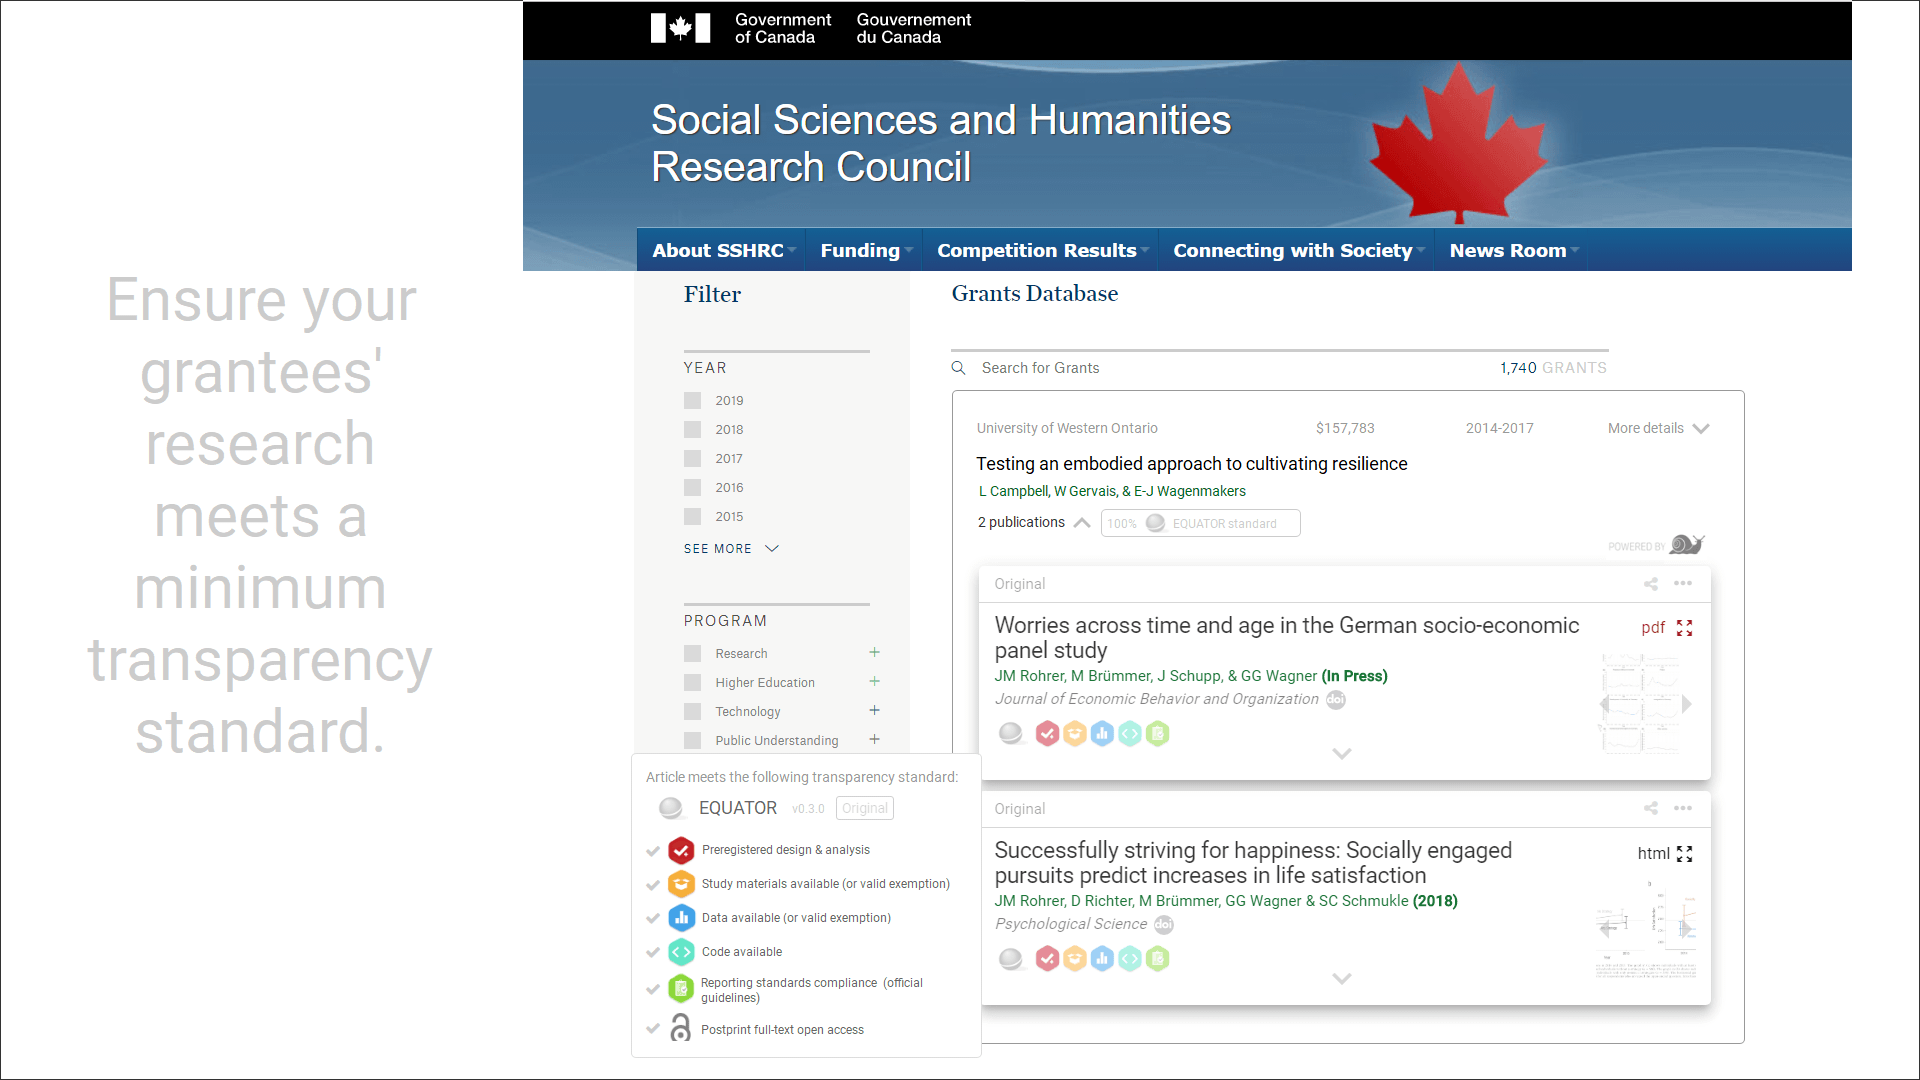 Government
of Canada
Gouvernement
du Canada
Social Sciences and Humanities
Research Council
About SSHRC
Funding
Competition Results
Connecting with Society
News Room
Ensure your
grantees'
research
meets a
minimum
transparency
standard.
Filter
YEAR
2019
2018
2017
2016
2015
SEE MORE
PROGRAM
Research +
Higher Education +
Technology +
Public Understanding +
Grants Database
Search for Grants
1,740 GRANTS
University of Western Ontario $157,783 2014-2017 More details
Testing an embodied approach to cultivating resilience
L Campbell, W Gervais, & E-J Wagenmakers
2 publications
100% EQUATOR standard
POWERED BY
Original
Worries across time and age in the German socio-economic
panel study
pdf
JM Rohrer, M Brümmer, J Schupp, & GG Wagner (In Press)
Journal of Economic Behavior and Organization doi
Original
Successfully striving for happiness: Socially engaged
pursuits predict increases in life satisfaction
html
JM Rohrer, D Richter, M Brümmer, GG Wagner & SC Schmukle (2018)
Psychological Science doi
Article meets the following transparency standard:
EQUATOR v0.3.0 Original
Preregistered design & analysis
Study materials available (or valid exemption)
Data available (or valid exemption)
Code available
Reporting standards compliance (official
guidelines)
Postprint full-text open access